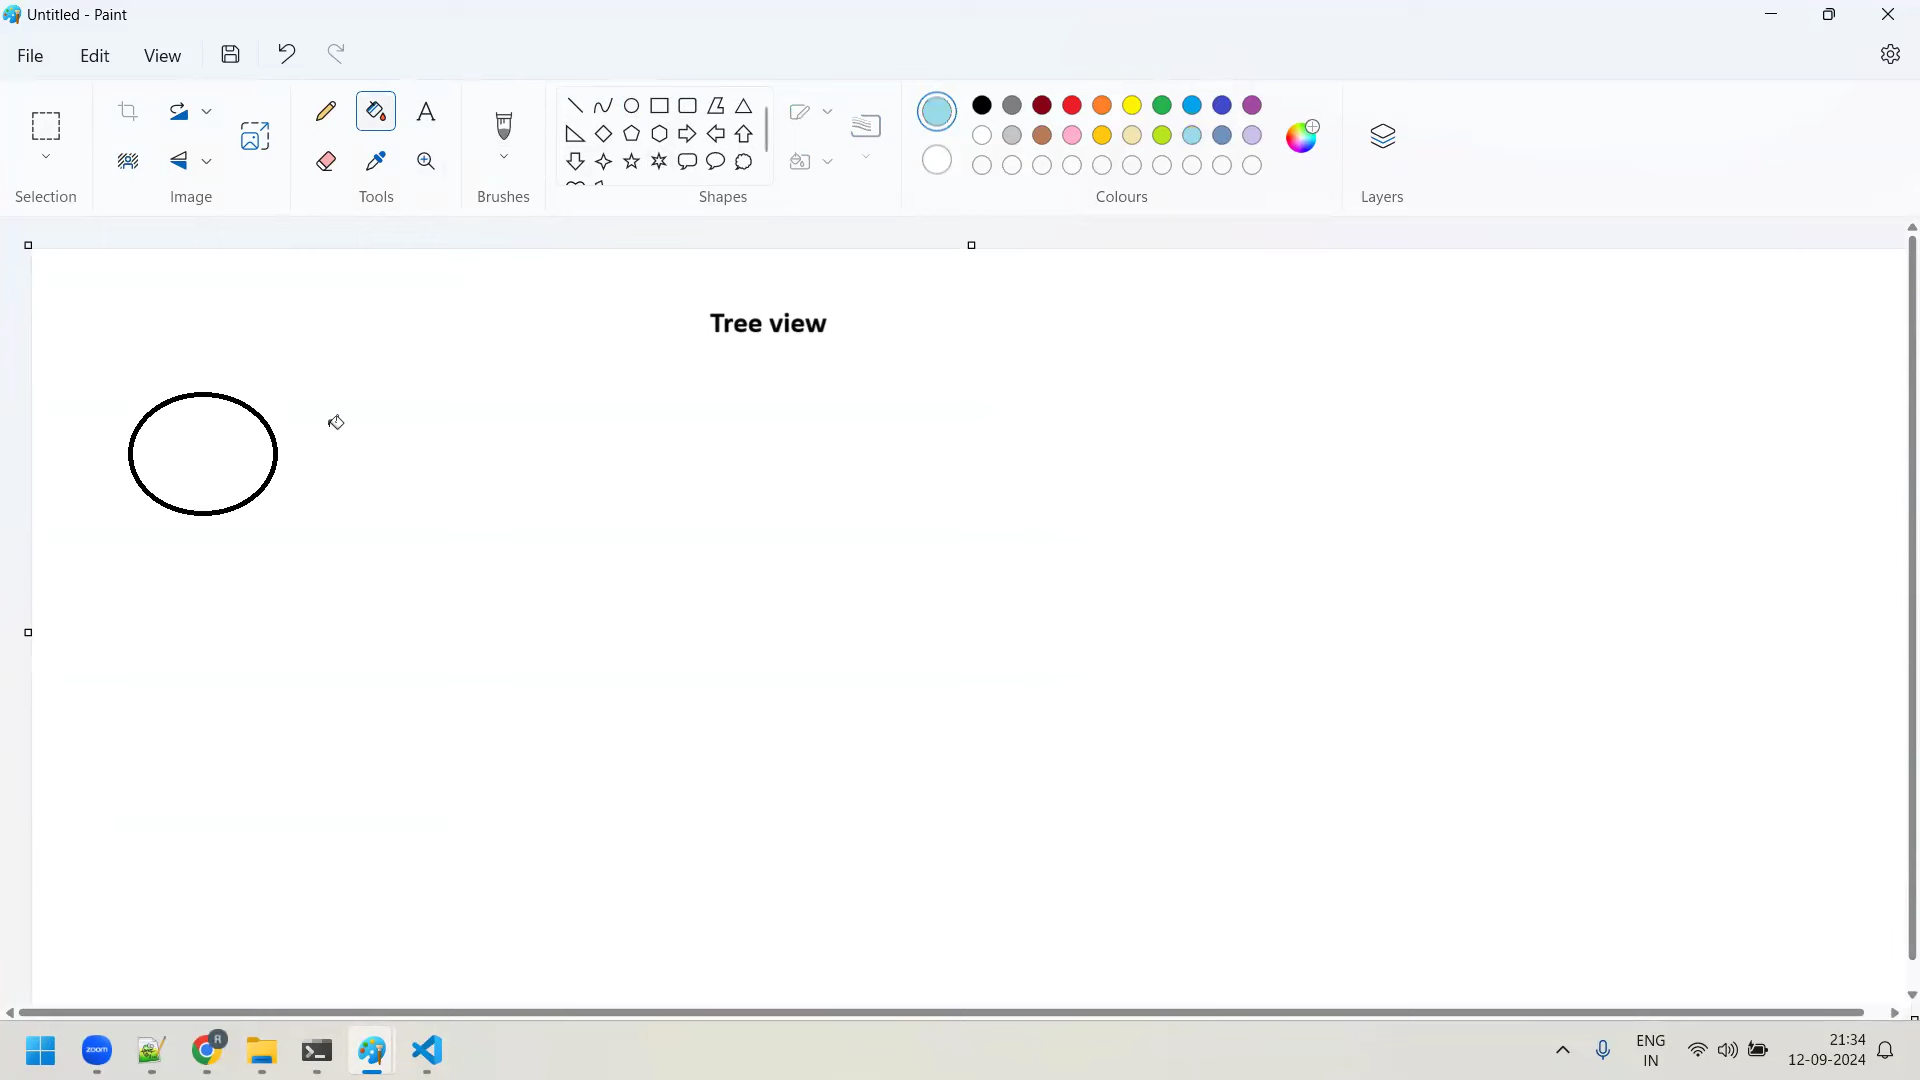 Untitled - Paint
File Edit View
Selection Image Tools Brushes Shapes Colours Layers
Tree view
zoom R ENG IN 21:34
12-09-2024